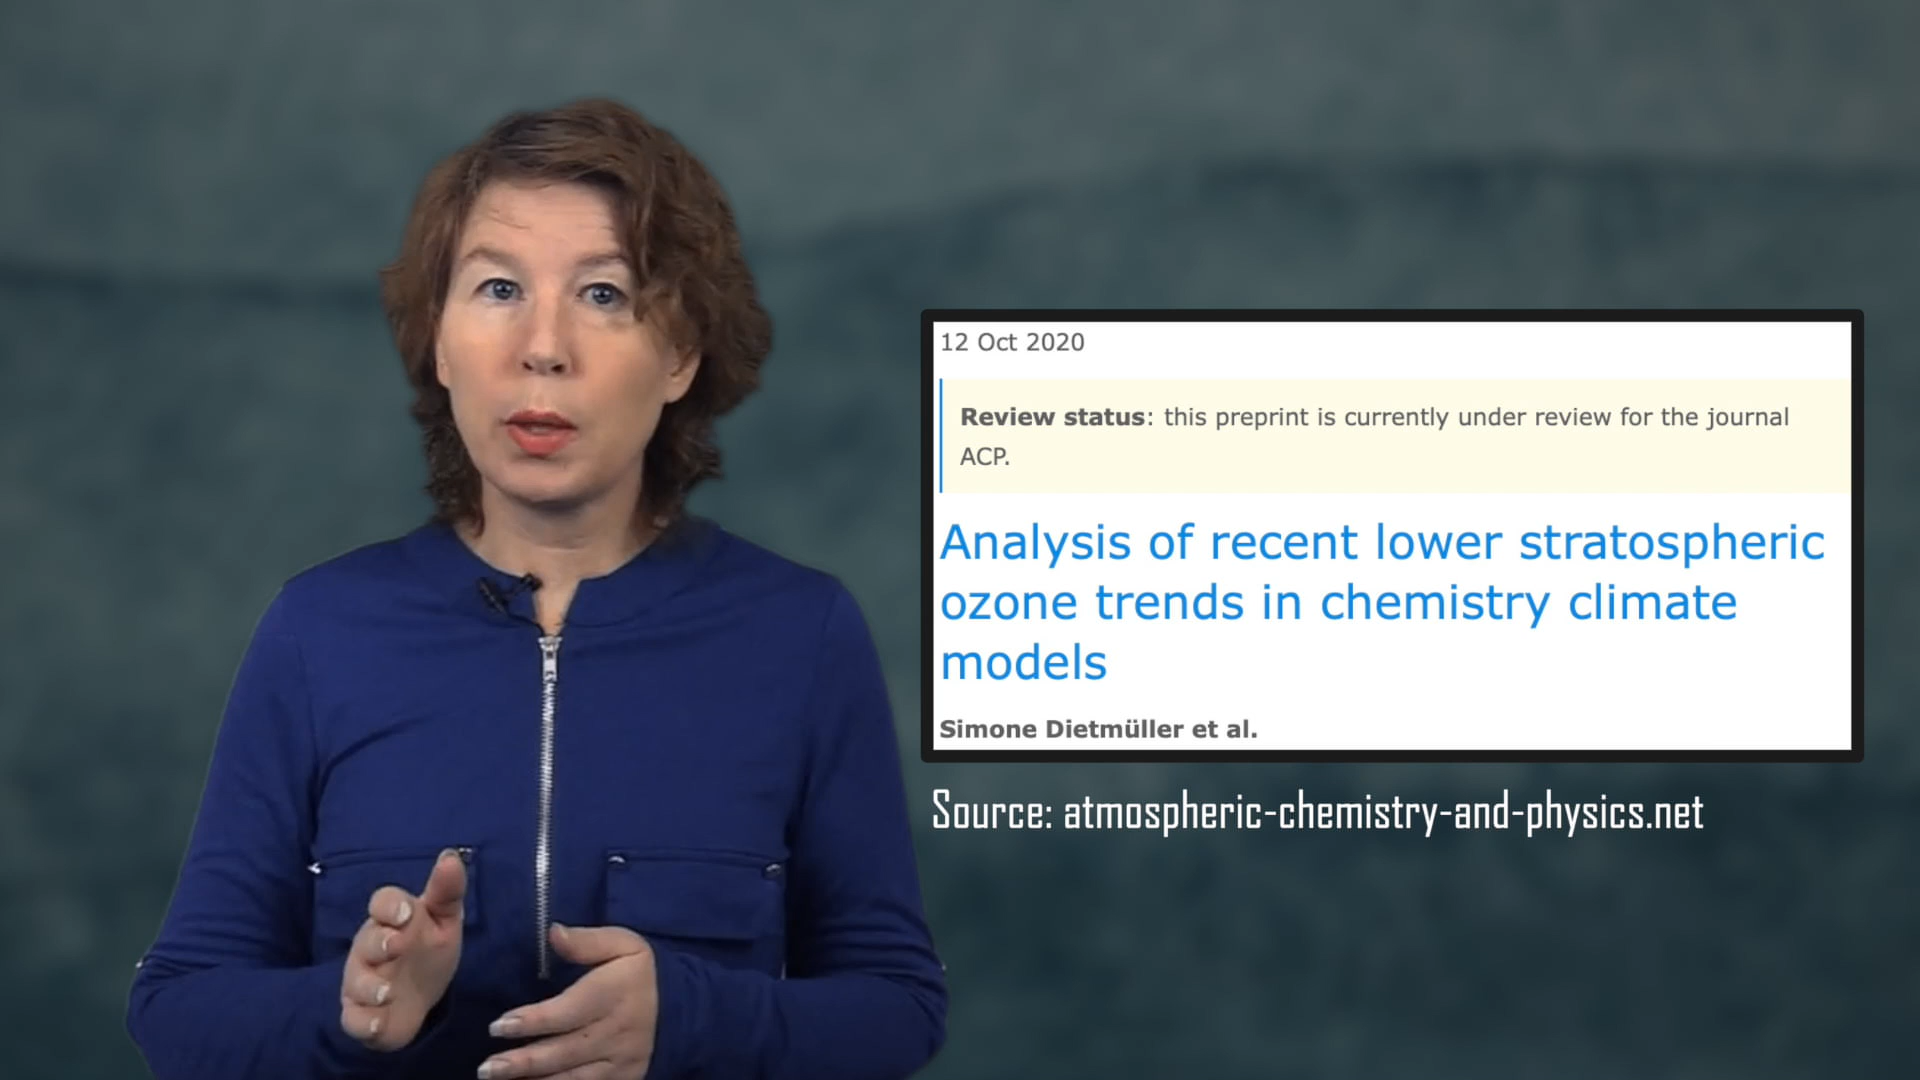 12 Oct 2020
Review status: this preprint is currently under review for the journal
ACP.
Analysis of recent lower stratospheric
ozone trends in chemistry climate
models
Simone Dietmüller et al.
Source: atmospheric-chemistry-and-physics.net